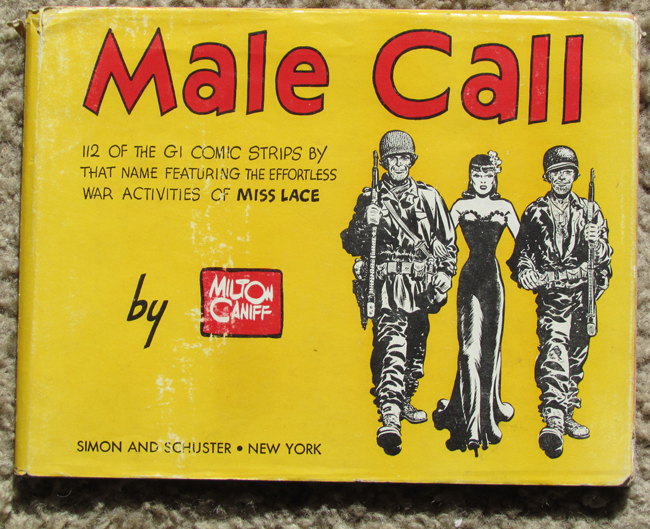 Male Call
112 OF THE GI COMIC STRIPS BY
THAT NAME FEATURING THE EFFORTLESS
WAR ACTIVITIES OF MISS LACE
by
MILTON
CANIFF
SIMON AND SCHUSTER • NEW YORK